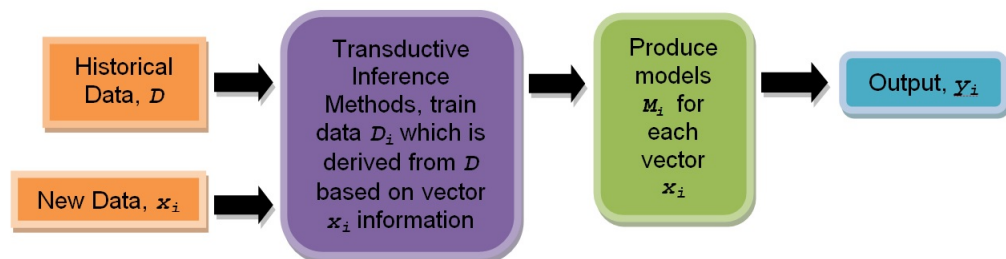 Historical
Data, D
New Data, xi
Transductive
Inference
Methods, train
data Di which is
derived from D
based on vector
xi information
Produce
models
Mi for
each
vector
xi
Output, yi